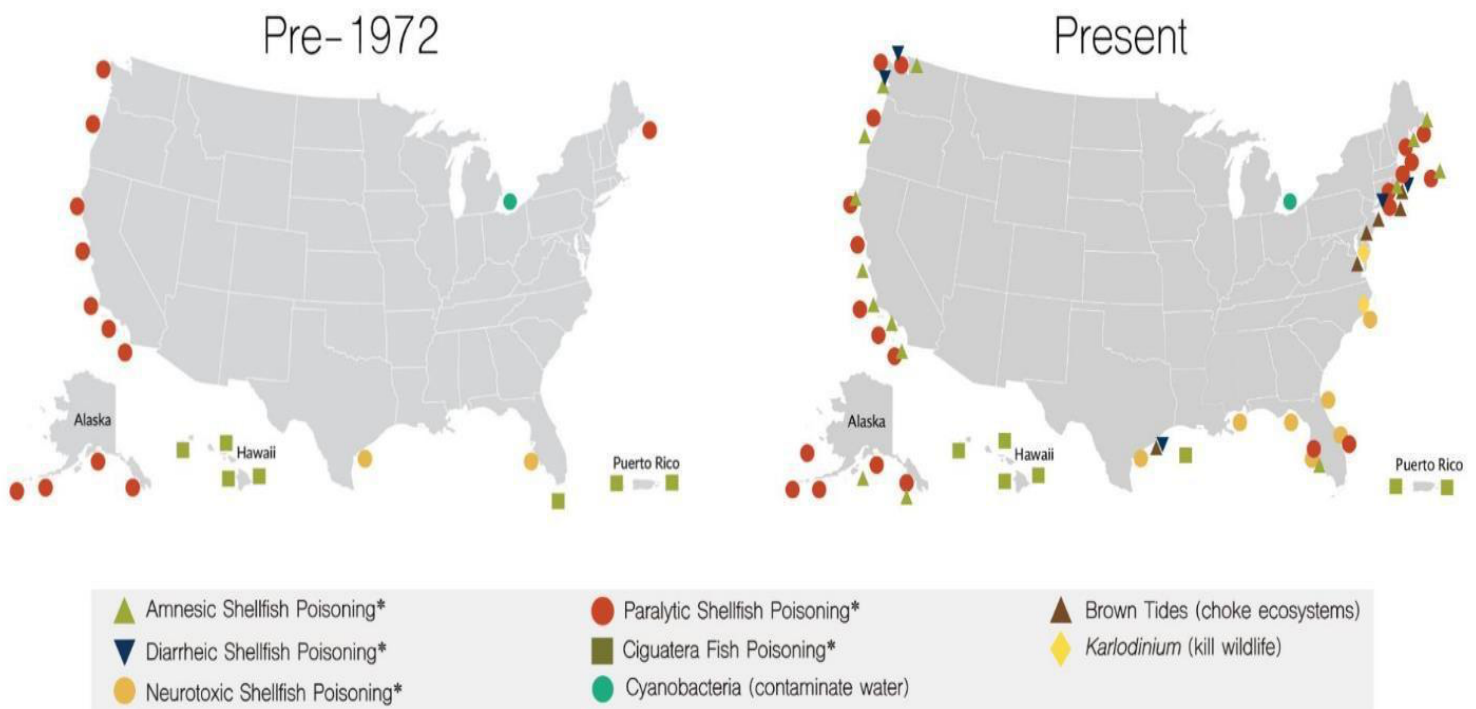 Pre-1972
Present
Alaska
Hawaii
Puerto Rico
Alaska
Hawaii
Puerto Rico
Amnesic Shellfish Poisoning*
Diarrheic Shellfish Poisoning*
Neurotoxic Shellfish Poisoning*
Paralytic Shellfish Poisoning*
Ciguatera Fish Poisoning*
Cyanobacteria (contaminate water)
Brown Tides (choke ecosystems)
Karlodinium (kill wildlife)